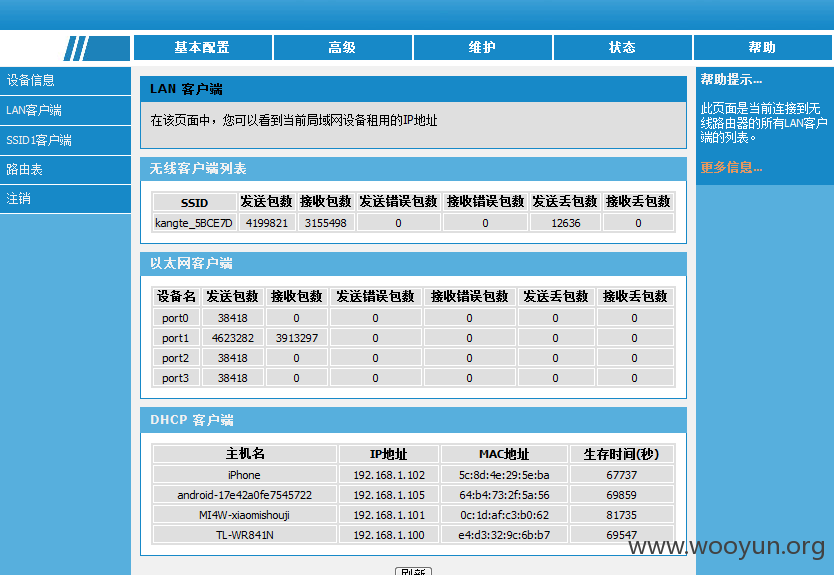 基本配置 高级 维护 状态 帮助
设备信息
LAN客户端
SSID1客户端
路由表
注销
LAN 客户端
在该页面中，您可以看到当前局域网设备租用的IP地址
无线客户端列表
SSID 发送包数 接收包数 发送错误包数 接收错误包数 发送丢包数 接收丢包数
kangte_5BCE7D 4199821 3155498 0 0 12636 0
以太网客户端
设备名 发送包数 接收包数 发送错误包数 接收错误包数 发送丢包数 接收丢包数
port0 38418 0 0 0 0 0
port1 4623282 3913297 0 0 0 0
port2 38418 0 0 0 0 0
port3 38418 0 0 0 0 0
DHCP 客户端
主机名 IP地址 MAC地址 生存时间(秒)
iPhone 192.168.1.102 5c:8d:4e:29:5e:ba 67737
android-17e42a0fe7545722 192.168.1.105 64:b4:73:2f:5a:56 69859
MI4W-xiaomishouji 192.168.1.101 0c:1d:af:c3:b0:62 81735
TL-WR841N 192.168.1.100 e4:d3:32:9c:6b:b7 69547
刷新
帮助提示...
此页面是当前连接到无
线路由器的所有LAN客户
端的列表。
更多信息...
www.wooyun.org